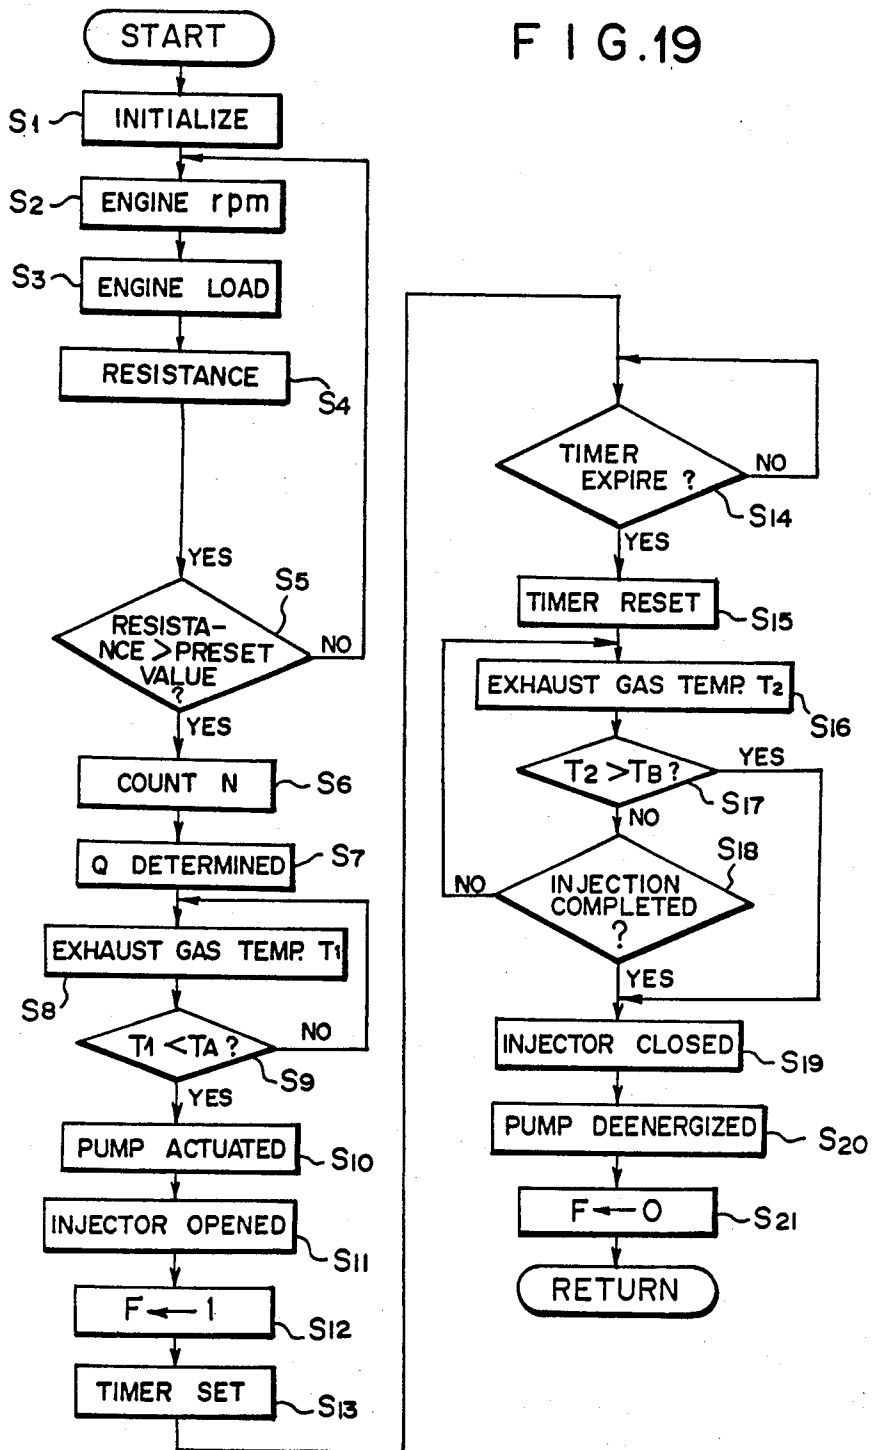 FIG.19
START
S1
INITIALIZE
S2
ENGINE rpm
S3
ENGINE LOAD
RESISTANCE
S4
YES
S5
RESISTA-
NCE>PRESET
VALUE
?
NO
YES
COUNT N
S6
Q DETERMINED
S7
EXHAUST GAS TEMP. T1
S8
T1<TA?
NO
S9
YES
PUMP ACTUATED
S10
INJECTOR OPENED
S11
F←1
S12
TIMER SET
S13
TIMER
EXPIRE ?
NO
S14
YES
TIMER RESET
S15
EXHAUST GAS TEMP. T2
S16
T2>TB?
YES
S17
NO
S18
NO
INJECTION
COMPLETED
?
YES
INJECTOR CLOSED
S19
PUMP DEENERGIZED
S20
F←0
S21
RETURN